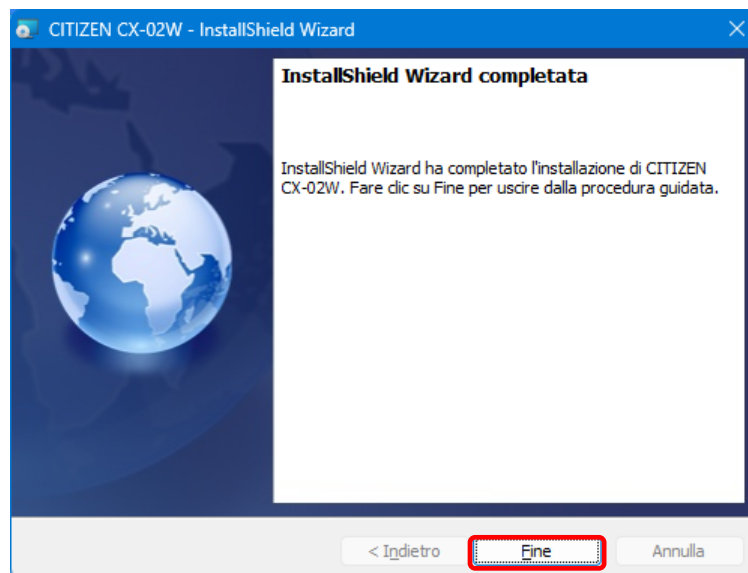 CITIZEN CX-02W - InstallShield Wizard
InstallShield Wizard completata
InstallShield Wizard ha completato l'installazione di CITIZEN
CX-02W. Fare clic su Fine per uscire dalla procedura guidata.
< Indietro
Fine
Annulla